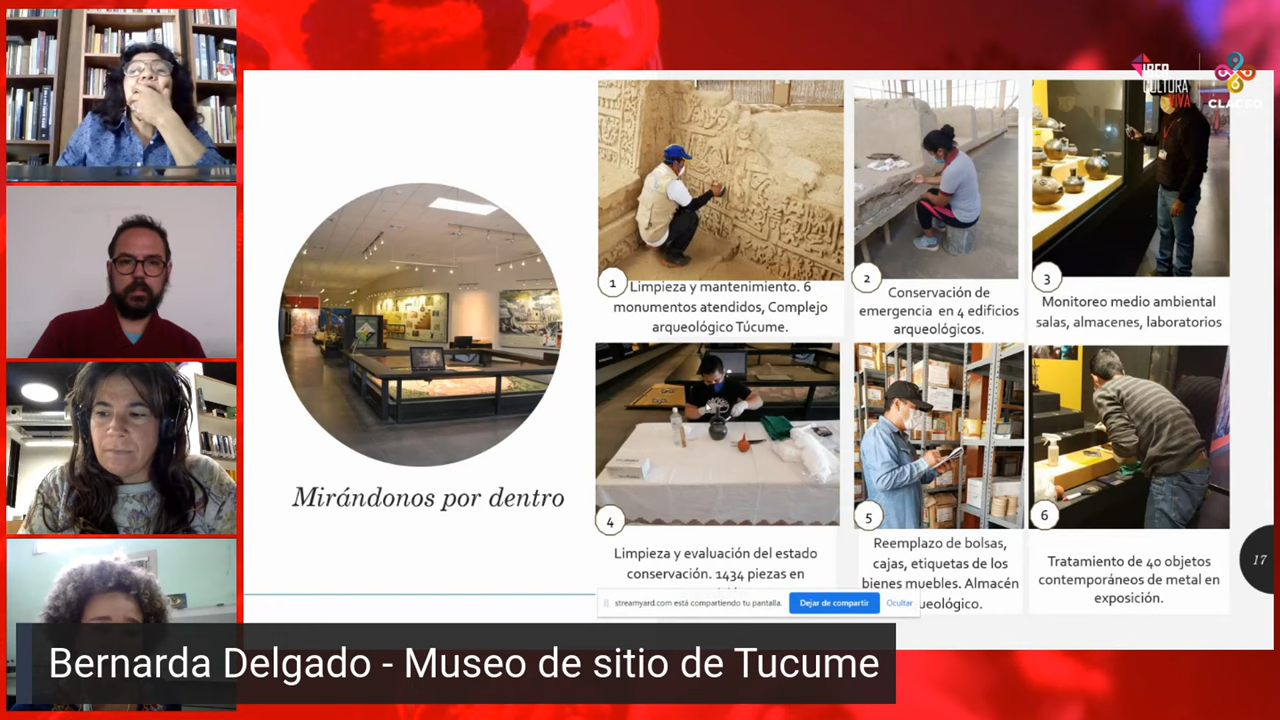 IBER
CULTURA
VIVA
CLACSO
Mirándonos por dentro
1
Limpieza y mantenimiento. 6
monumentos atendidos, Complejo
arqueológico Túcume.
2
Conservación de
emergencia en 4 edificios
arqueológicos.
3
Monitoreo medio ambiental
salas, almacenes, laboratorios
4
Limpieza y evaluación del estado
conservación. 1434 piezas en
5
Reemplazo de bolsas,
cajas, etiquetas de los
bienes muebles. Almacén
ueológico.
6
Tratamiento de 40 objetos
contemporáneos de metal en
exposición.
17
streamyard.com está compartiendo tu pantalla.
Dejar de compartir
Ocultar
Bernarda Delgado - Museo de sitio de Tucume